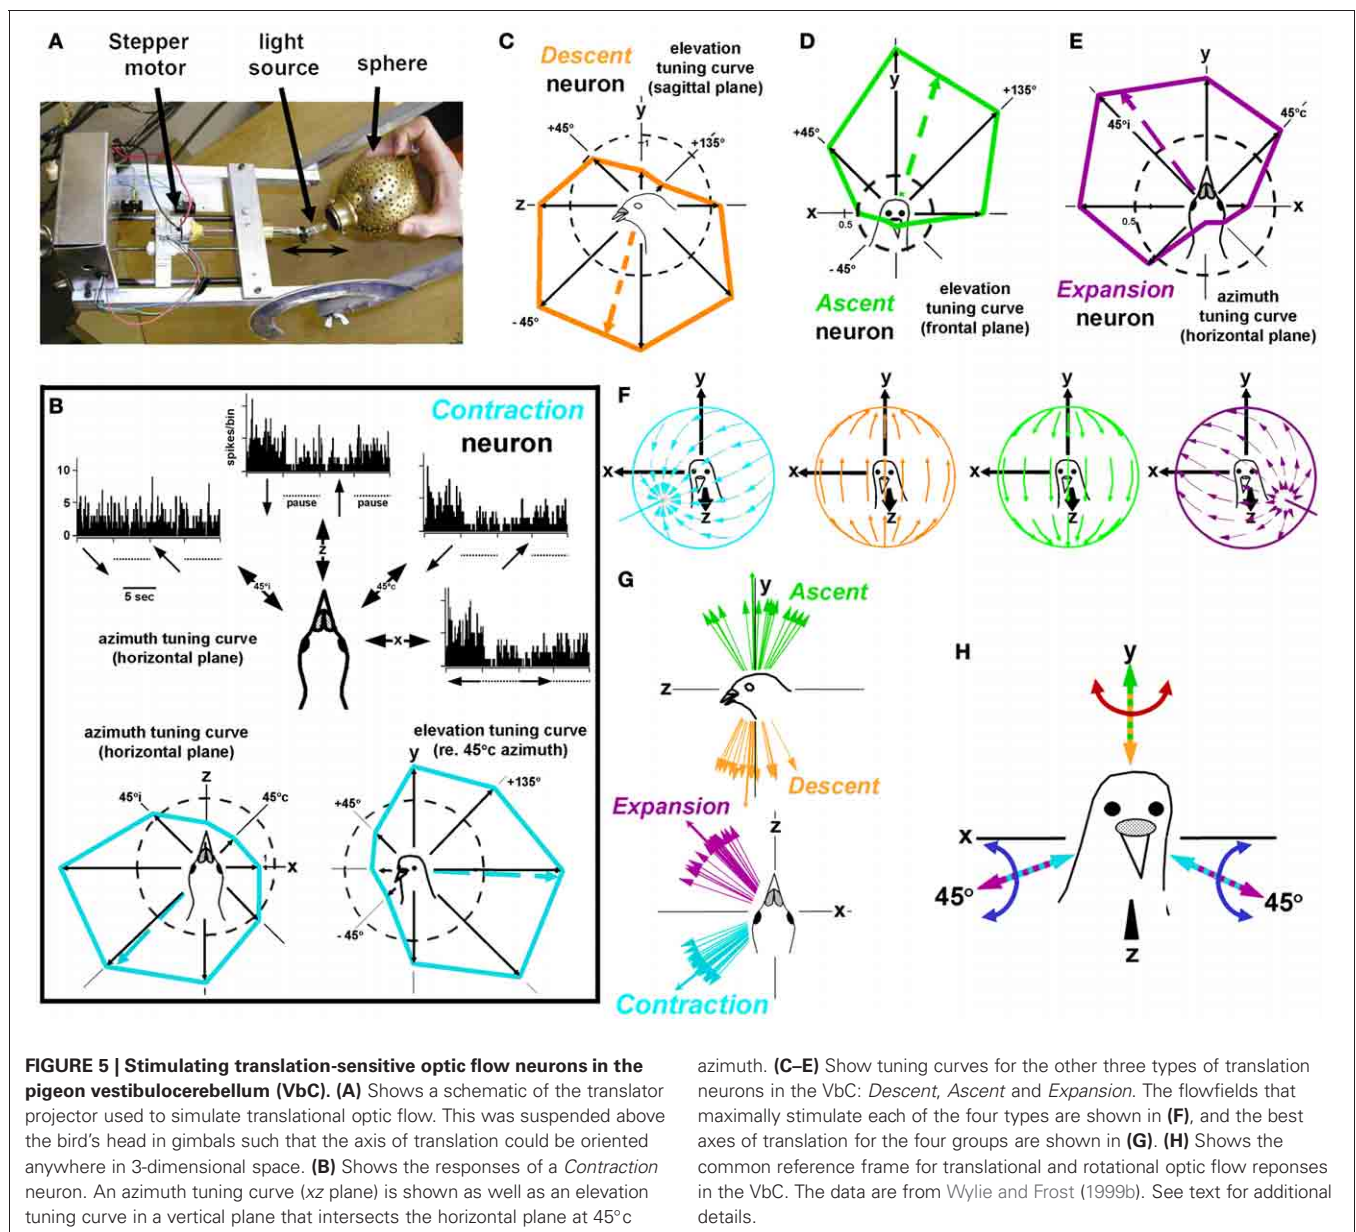 A
Stepper
motor
light
source
sphere
C
Descent
neuron
elevation
tuning curve
(sagittal plane)
y
+45°
1
+135°
z
- 45°
D
y
+135°
+45°
x
0.5
- 45°
Ascent
neuron
elevation
tuning curve
(frontal plane)
E
y
45°i
45°c
0.5
x
Expansion
neuron
azimuth
tuning curve
(horizontal plane)
B
Contraction
neuron
spikes/bin
10
5
0
pause
pause
5 sec
z
45°i
45°c
x
azimuth tuning curve
(horizontal plane)
azimuth tuning curve
(horizontal plane)
z
45°i
45°c
x
elevation tuning curve
(re. 45°c azimuth)
y
+135°
+45°
- 45°
F
y
x
z
y
x
z
y
x
z
y
x
z
G
y
Ascent
z
Descent
Expansion
z
x
Contraction
H
y
x
45°
45°
z
FIGURE 5 | Stimulating translation-sensitive optic flow neurons in the
pigeon vestibulocerebellum (VbC). (A) Shows a schematic of the translator
projector used to simulate translational optic flow. This was suspended above
the bird's head in gimbals such that the axis of translation could be oriented
anywhere in 3-dimensional space. (B) Shows the responses of a Contraction
neuron. An azimuth tuning curve (xz plane) is shown as well as an elevation
tuning curve in a vertical plane that intersects the horizontal plane at 45°c
azimuth. (C–E) Show tuning curves for the other three types of translation
neurons in the VbC: Descent, Ascent and Expansion. The flowfields that
maximally stimulate each of the four types are shown in (F), and the best
axes of translation for the four groups are shown in (G). (H) Shows the
common reference frame for translational and rotational optic flow reponses
in the VbC. The data are from Wylie and Frost (1999b). See text for additional
details.